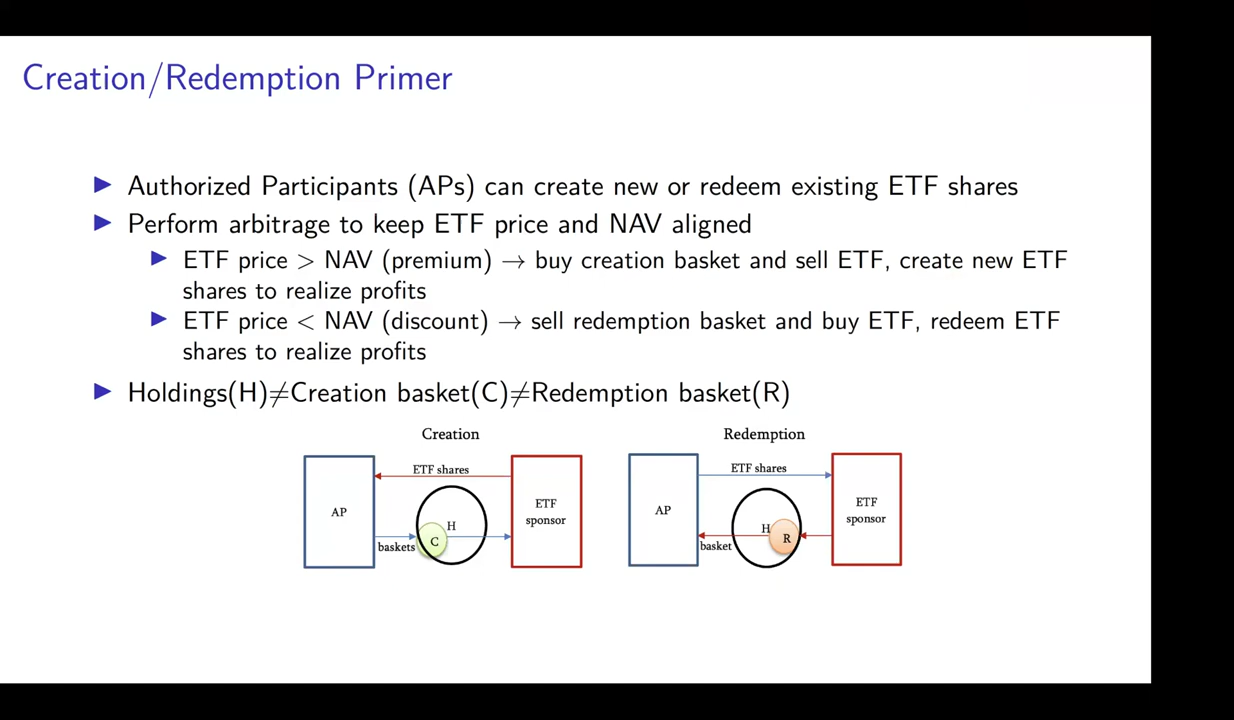 Creation/Redemption Primer
Authorized Participants (APs) can create new or redeem existing ETF shares
Perform arbitrage to keep ETF price and NAV aligned
ETF price > NAV (premium) → buy creation basket and sell ETF, create new ETF
shares to realize profits
ETF price < NAV (discount) → sell redemption basket and buy ETF, redeem ETF
shares to realize profits
Holdings(H)≠Creation basket(C)≠Redemption basket(R)
Creation
ETF shares
AP
H
C
baskets
ETF
sponsor
Redemption
ETF shares
AP
H
R
basket
ETF
sponsor